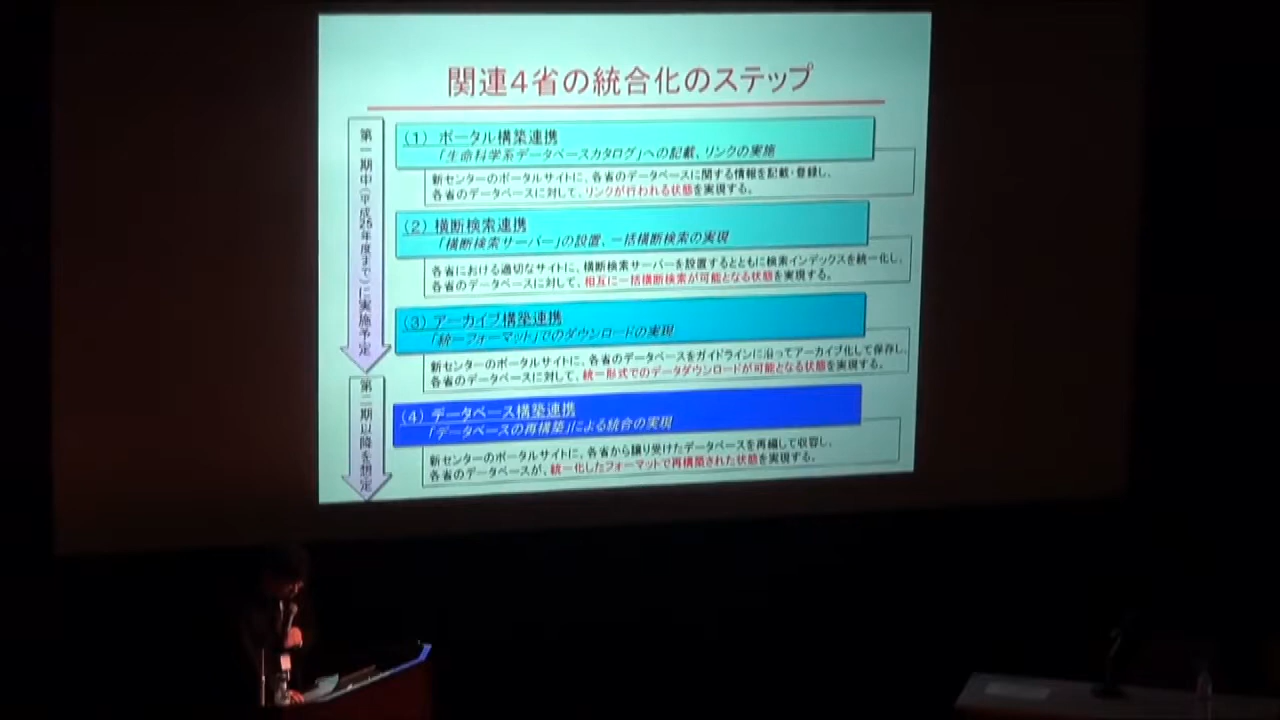 関連4省の統合化のステップ
第一期中(平成25年度まで)に実施予定
(1) ポータル構築連携
「生命科学系データベースカタログ」への記載、リンクの実施
新センターのポータルサイトに、各省のデータベースに関する情報を記載・登録し、
各省のデータベースに対して、リンクが行われる状態を実現する。
(2) 横断検索連携
「横断検索サーバー」の設置、一括横断検索の実現
各省における適切なサイトに、横断検索サーバーを設置するとともに検索インデックスを統一化し、
各省のデータベースに対して、相互に一括横断検索が可能となる状態を実現する。
(3) アーカイブ構築連携
「統一フォーマット」でのダウンロードの実現
新センターのポータルサイトに、各省のデータベースをガイドラインに沿ってアーカイブ化して保存し、
各省のデータベースに対して、統一形式でのデータダウンロードが可能となる状態を実現する。
第二期以降を想定
(4) データベース構築連携
「データベースの再構築」による統合の実現
新センターのポータルサイトに、各省から譲り受けたデータベースを再編して収容し、
各省のデータベースが、統一化したフォーマットで再構築された状態を実現する。